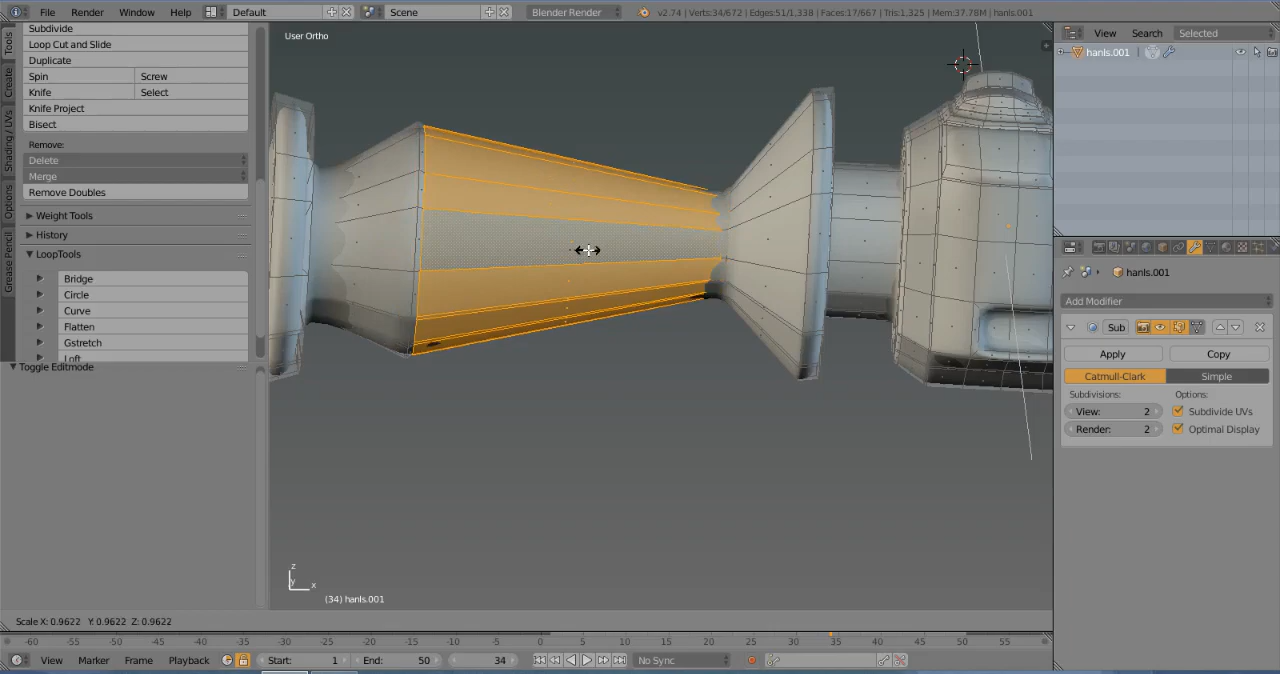 File Render Window Help Default Scene Blender Render v2.74 | Verts:34/672 | Edges:51/1,338 | Faces:17/667 | Tris:1,325 | Mem:37.78M | hanls.001
Tools
Create
Shading / UVs
Options
Grease Pencil
Subdivide
Loop Cut and Slide
Duplicate
Spin Screw
Knife Select
Knife Project
Bisect
Remove:
Delete
Merge
Remove Doubles
Weight Tools
History
LoopTools
Bridge
Circle
Curve
Flatten
Gstretch
Loft
Toggle Editmode
User Ortho
z
y x
(34) hanls.001
View Search Selected
hanls.001
hanls.001
Add Modifier
Sub
Apply Copy
Catmull-Clark Simple
Subdivisions: Options:
View: 2 Subdivide UVs
Render: 2 Optimal Display
Scale X: 0.9622 Y: 0.9622 Z: 0.9622
-60 -55 -50 -45 -40 -35 -30 -25 -20 -15 -10 -5 0 5 10 15 20 25 30 35 40 45 50 55 60 65 70 75 80 85
View Marker Frame Playback Start: 1 End: 50 34 No Sync